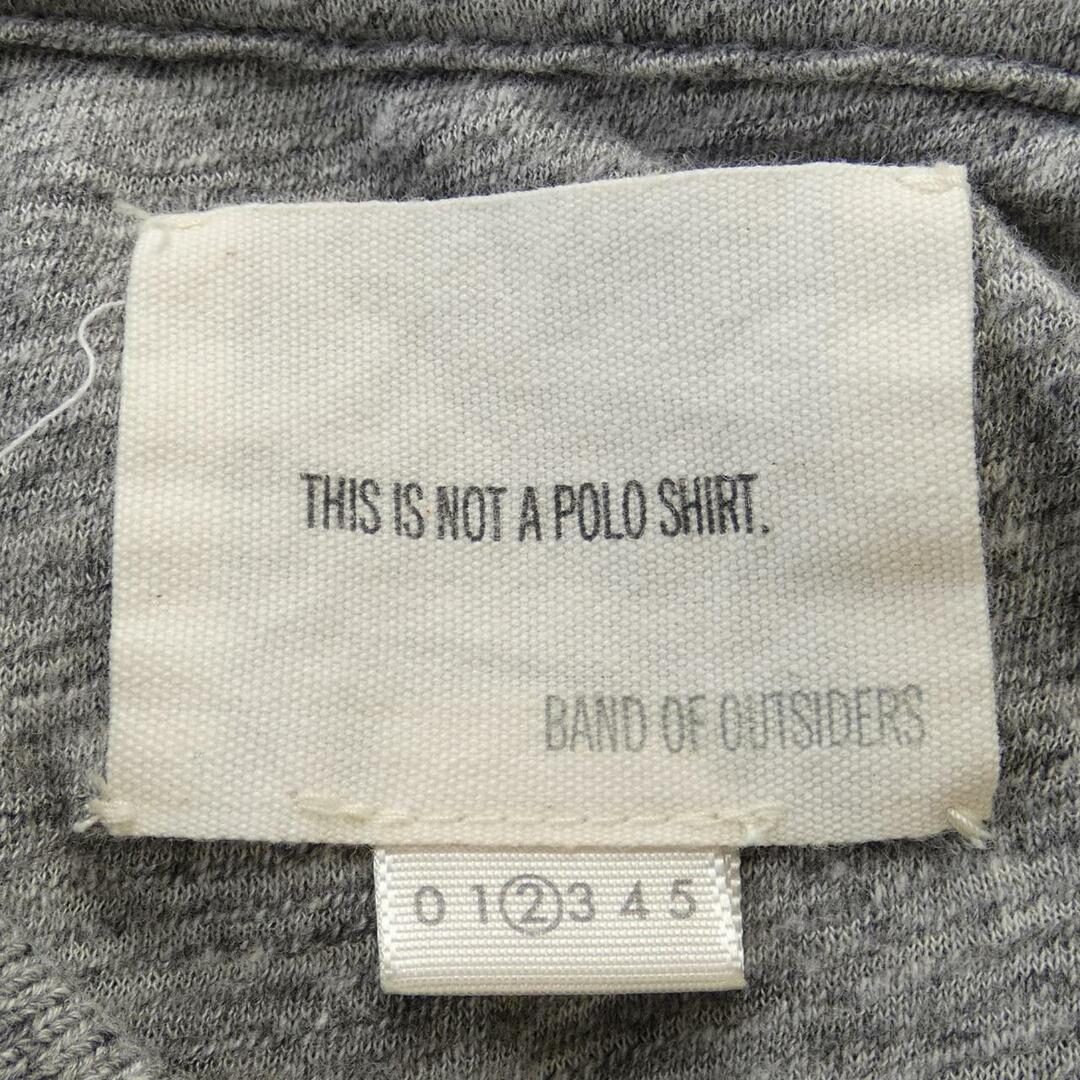 THIS IS NOT A POLO SHIRT.
BAND OF OUTSIDERS
0 1 2 3 4 5